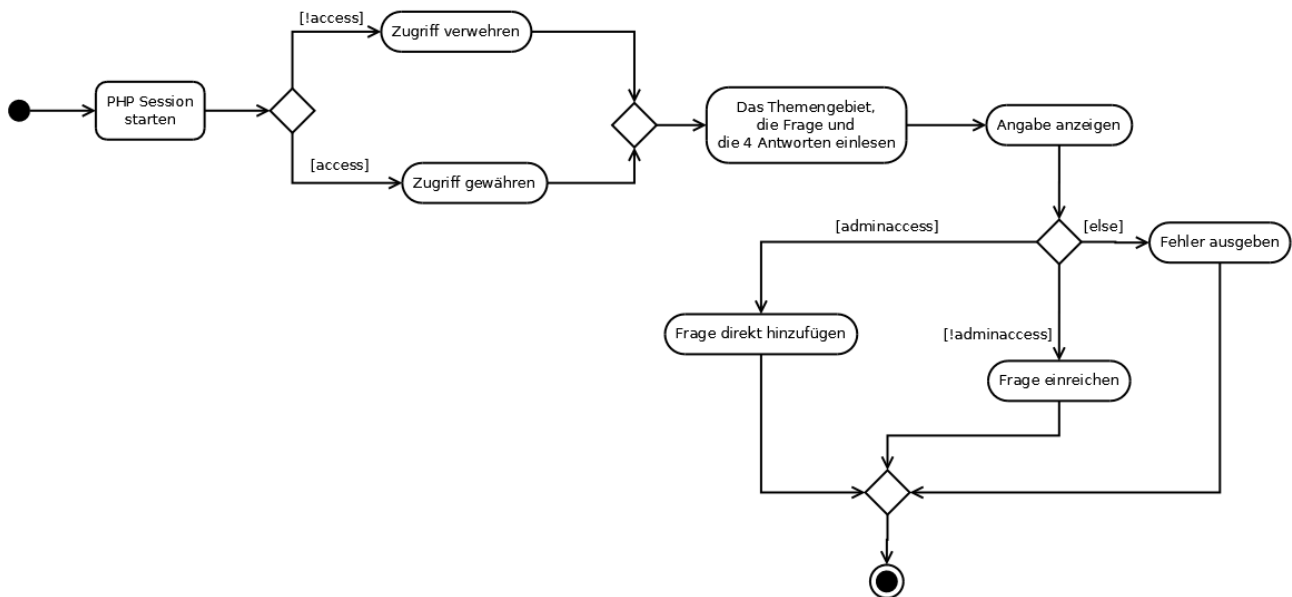 [!access]
Zugriff verwehren
PHP Session
starten
[access]
Zugriff gewähren
Das Themengebiet,
die Frage und
die 4 Antworten einlesen
Angabe anzeigen
[adminaccess]
[else]
Fehler ausgeben
Frage direkt hinzufügen
[!adminaccess]
Frage einreichen